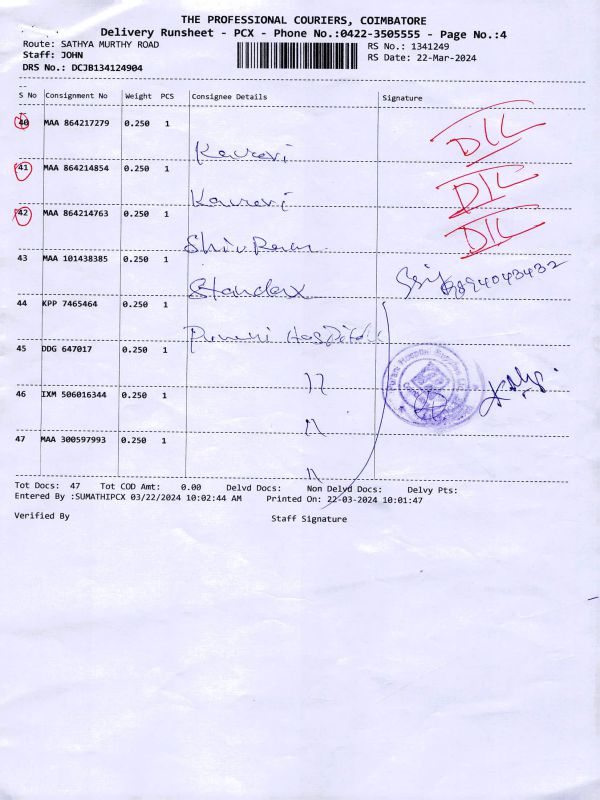 THE PROFESSIONAL COURIERS, COIMBATORE
Delivery Runsheet - PCX - Phone No.:0422-3505555 - Page No.:4
Route: SATHYA MURTHY ROAD RS No.: 1341249
Staff: JOHN RS Date: 22-Mar-2024
DRS No.: DCJB134124904
S No Consignment No Weight PCS Consignee Details Signature
40 MAA 864217279 0.250 1 DIL
41 MAA 864214854 0.250 1 DIL
42 MAA 864214763 0.250 1 DIL
43 MAA 101438385 0.250 1
44 KPP 7465464 0.250 1 Hospital
45 DDG 647017 0.250 1 "
46 IXM 506016344 0.250 1 "
47 MAA 300597993 0.250 1 "
Tot Docs: 47 Tot COD Amt: 0.00 Delvd Docs: Non Delvd Docs: Delvy Pts:
Entered By :SUMATHIPCX 03/22/2024 10:02:44 AM Printed On: 22-03-2024 10:01:47
Verified By Staff Signature